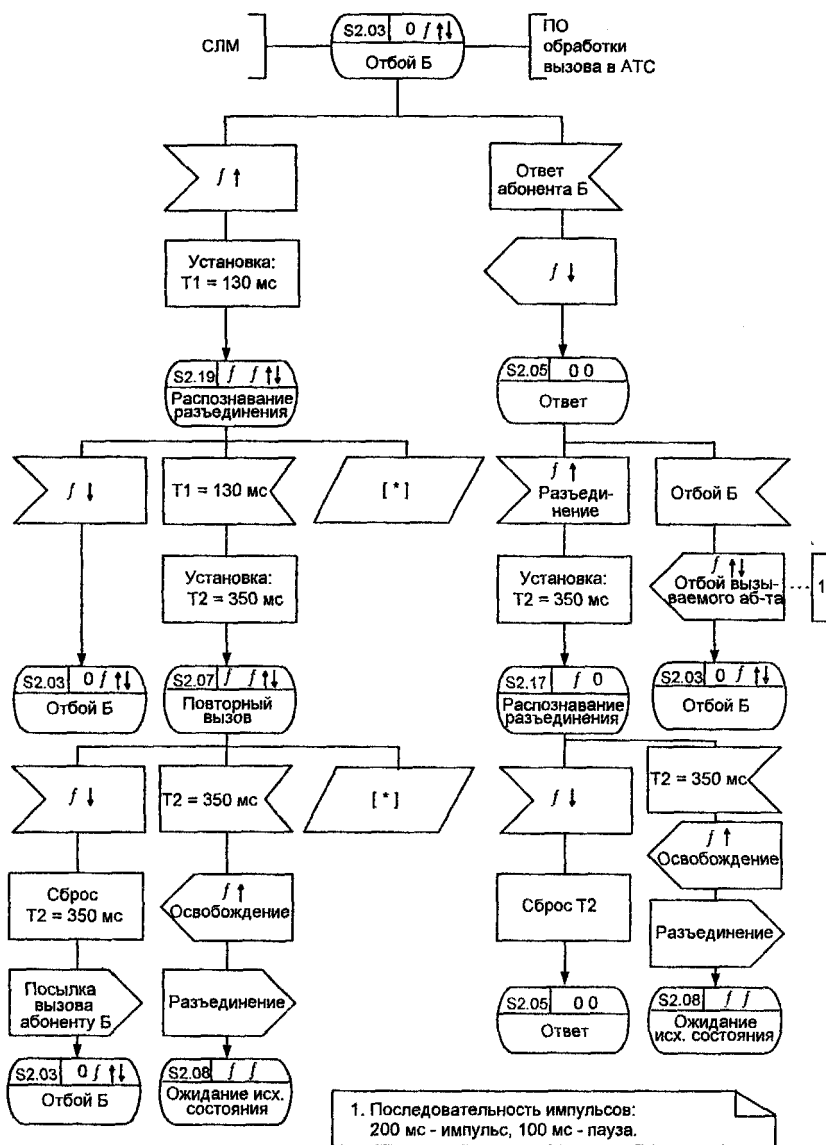 СЛМ
S2.03 0 f ↑↓
Отбой Б
ПО
обработки
вызова в АТС
f ↑
Ответ
абонента Б
Установка:
T1 = 130 мс
f ↓
S2.19 f f ↑↓
Распознавание
разъединения
S2.05 0 0
Ответ
f ↓
T1 = 130 мс
[ * ]
f ↑
Разъеди-
нение
Отбой Б
Установка:
T2 = 350 мс
Установка:
T2 = 350 мс
f ↑↓
Отбой вызы-
ваемого аб-та
1
S2.03 0 f ↑↓
Отбой Б
S2.07 f f ↑↓
Повторный
вызов
S2.17 f 0
Распознавание
разъединения
S2.03 0 f ↑↓
Отбой Б
f ↓
T2 = 350 мс
[ * ]
f ↓
T2 = 350 мс
Сброс
T2 = 350 мс
f ↑
Освобождение
Сброс T2
f ↑
Освобождение
Посылка
вызова
абоненту Б
Разъединение
Разъединение
S2.05 0 0
Ответ
S2.08 f f
Ожидание
исх. состояния
S2.03 0 f ↑↓
Отбой Б
S2.08 f f
Ожидание исх.
состояния
1. Последовательность импульсов:
200 мс - импульс, 100 мс - пауза.